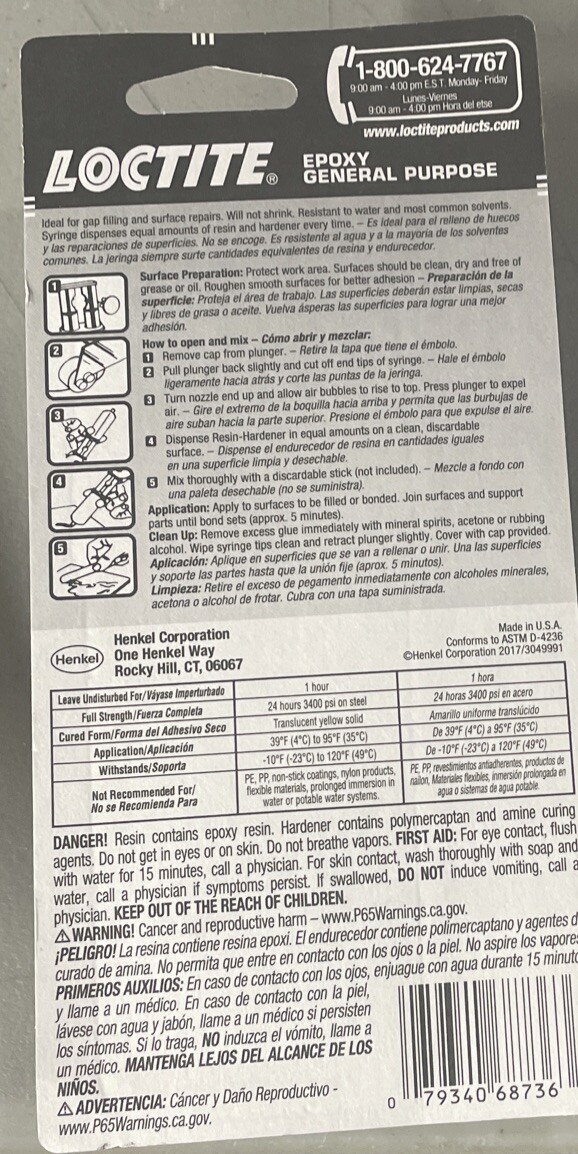 1-800-624-7767
9:00 am - 4:00 pm E.S.T. Monday- Friday
Lunes-Viernes
9:00 am - 4:00 pm Hora del etse
www.loctiteproducts.com
LOCTITE® EPOXY
GENERAL PURPOSE
Ideal for gap filling and surface repairs. Will not shrink. Resistant to water and most common solvents.
Syringe dispenses equal amounts of resin and hardener every time. – Es ideal para el relleno de huecos
y las reparaciones de superficies. No se encoge. Es resistente al agua y a la mayoría de los solventes
comunes. La jeringa siempre surte cantidades equivalentes de resina y endurecedor.
Surface Preparation: Protect work area. Surfaces should be clean, dry and free of
grease or oil. Roughen smooth surfaces for better adhesion – Preparación de la
superficie: Proteja el área de trabajo. Las superficies deberán estar limpias, secas
y libres de grasa o aceite. Vuelva ásperas las superficies para lograr una mejor
adhesión.
How to open and mix – Cómo abrir y mezclar:
1 Remove cap from plunger. – Retire la tapa que tiene el émbolo.
2 Pull plunger back slightly and cut off end tips of syringe. – Hale el émbolo
ligeramente hacia atrás y corte las puntas de la jeringa.
3 Turn nozzle end up and allow air bubbles to rise to top. Press plunger to expel
air. – Gire el extremo de la boquilla hacia arriba y permita que las burbujas de
aire suban hacia la parte superior. Presione el émbolo para que expulse el aire.
4 Dispense Resin-Hardener in equal amounts on a clean, discardable
surface. – Dispense el endurecedor de resina en cantidades iguales
en una superficie limpia y desechable.
5 Mix thoroughly with a discardable stick (not included). – Mezcle a fondo con
una paleta desechable (no se suministra).
Application: Apply to surfaces to be filled or bonded. Join surfaces and support
parts until bond sets (approx. 5 minutes).
Clean Up: Remove excess glue immediately with mineral spirits, acetone or rubbing
alcohol. Wipe syringe tips clean and retract plunger slightly. Cover with cap provided.
Aplicación: Aplique en superficies que se van a rellenar o unir. Una las superficies
y soporte las partes hasta que la unión fije (aprox. 5 minutos).
Limpieza: Retire el exceso de pegamento inmediatamente con alcoholes minerales,
acetona o alcohol de frotar. Cubra con una tapa suministrada.
1
2
3
4
5
Henkel
Henkel Corporation
One Henkel Way
Rocky Hill, CT, 06067
Made in U.S.A.
Conforms to ASTM D-4236
©Henkel Corporation 2017/3049991
Leave Undisturbed For/Váyase Imperturbado 1 hour 1 hora
Full Strength/Fuerza Completa 24 hours 3400 psi on steel 24 horas 3400 psi en acero
Cured Form/Forma del Adhesivo Seco Translucent yellow solid Amarillo uniforme translúcido
Application/Aplicación 39°F (4°C) to 95°F (35°C) De 39°F (4°C) a 95°F (35°C)
Withstands/Soporta -10°F (-23°C) to 120°F (49°C) De -10°F (-23°C) a 120°F (49°C)
Not Recommended For/
No se Recomienda Para
PE, PP, non-stick coatings, nylon products,
flexible materials, prolonged immersion in
water or potable water systems.
PE, PP, revestimientos antiadherentes, productos de
nailon, Materiales flexibles, inmersión prolongada en
agua o sistemas de agua potable.
DANGER! Resin contains epoxy resin. Hardener contains polymercaptan and amine curing
agents. Do not get in eyes or on skin. Do not breathe vapors. FIRST AID: For eye contact, flush
with water for 15 minutes, call a physician. For skin contact, wash thoroughly with soap and
water, call a physician if symptoms persist. If swallowed, DO NOT induce vomiting, call a
physician. KEEP OUT OF THE REACH OF CHILDREN.
⚠WARNING! Cancer and reproductive harm – www.P65Warnings.ca.gov.
¡PELIGRO! La resina contiene resina epoxi. El endurecedor contiene polimercaptano y agentes d
curado de amina. No permita que entre en contacto con los ojos o la piel. No aspire los vapores
PRIMEROS AUXILIOS: En caso de contacto con los ojos, enjuague con agua durante 15 minuto
y llame a un médico. En caso de contacto con la piel,
lávese con agua y jabón, llame a un médico si persisten
los síntomas. Si lo traga, NO induzca el vómito, llame a
un médico. MANTENGA LEJOS DEL ALCANCE DE LOS
NIÑOS.
⚠ ADVERTENCIA: Cáncer y Daño Reproductivo -
www.P65Warnings.ca.gov.
0 79340 68736